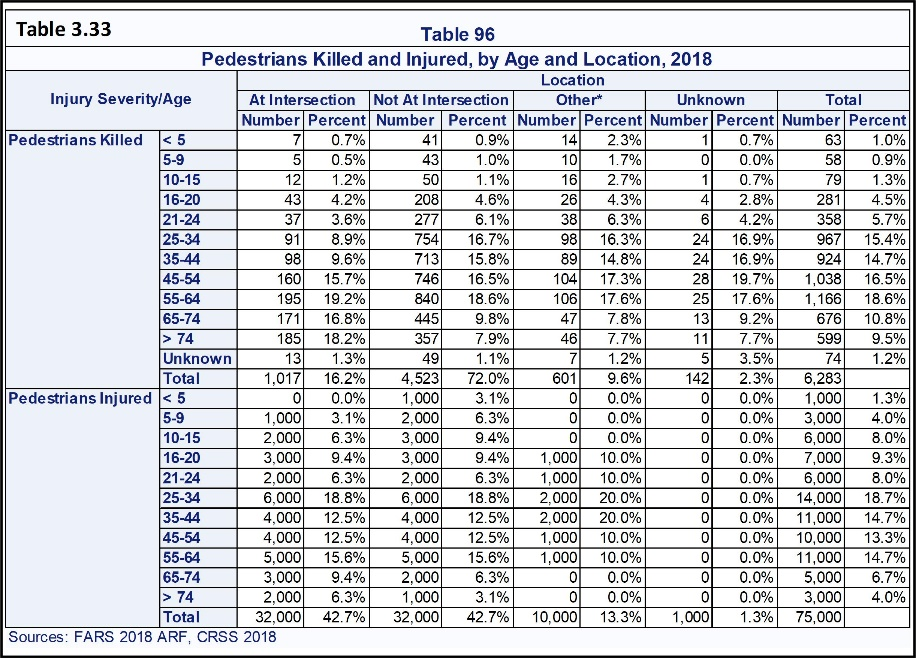 Table 3.33
Table 96
Pedestrians Killed and Injured, by Age and Location, 2018
Injury Severity/Age Location
At Intersection Not At Intersection Other* Unknown Total
Number Percent Number Percent Number Percent Number Percent Number Percent
Pedestrians Killed < 5 7 0.7% 41 0.9% 14 2.3% 1 0.7% 63 1.0%
5-9 5 0.5% 43 1.0% 10 1.7% 0 0.0% 58 0.9%
10-15 12 1.2% 50 1.1% 16 2.7% 1 0.7% 79 1.3%
16-20 43 4.2% 208 4.6% 26 4.3% 4 2.8% 281 4.5%
21-24 37 3.6% 277 6.1% 38 6.3% 6 4.2% 358 5.7%
25-34 91 8.9% 754 16.7% 98 16.3% 24 16.9% 967 15.4%
35-44 98 9.6% 713 15.8% 89 14.8% 24 16.9% 924 14.7%
45-54 160 15.7% 746 16.5% 104 17.3% 28 19.7% 1,038 16.5%
55-64 195 19.2% 840 18.6% 106 17.6% 25 17.6% 1,166 18.6%
65-74 171 16.8% 445 9.8% 47 7.8% 13 9.2% 676 10.8%
> 74 185 18.2% 357 7.9% 46 7.7% 11 7.7% 599 9.5%
Unknown 13 1.3% 49 1.1% 7 1.2% 5 3.5% 74 1.2%
Total 1,017 16.2% 4,523 72.0% 601 9.6% 142 2.3% 6,283
Pedestrians Injured < 5 0 0.0% 1,000 3.1% 0 0.0% 0 0.0% 1,000 1.3%
5-9 1,000 3.1% 2,000 6.3% 0 0.0% 0 0.0% 3,000 4.0%
10-15 2,000 6.3% 3,000 9.4% 0 0.0% 0 0.0% 6,000 8.0%
16-20 3,000 9.4% 3,000 9.4% 1,000 10.0% 0 0.0% 7,000 9.3%
21-24 2,000 6.3% 2,000 6.3% 1,000 10.0% 0 0.0% 6,000 8.0%
25-34 6,000 18.8% 6,000 18.8% 2,000 20.0% 0 0.0% 14,000 18.7%
35-44 4,000 12.5% 4,000 12.5% 2,000 20.0% 0 0.0% 11,000 14.7%
45-54 4,000 12.5% 4,000 12.5% 1,000 10.0% 0 0.0% 10,000 13.3%
55-64 5,000 15.6% 5,000 15.6% 1,000 10.0% 0 0.0% 11,000 14.7%
65-74 3,000 9.4% 2,000 6.3% 0 0.0% 0 0.0% 5,000 6.7%
> 74 2,000 6.3% 1,000 3.1% 0 0.0% 0 0.0% 3,000 4.0%
Total 32,000 42.7% 32,000 42.7% 10,000 13.3% 1,000 1.3% 75,000
Sources: FARS 2018 ARF, CRSS 2018